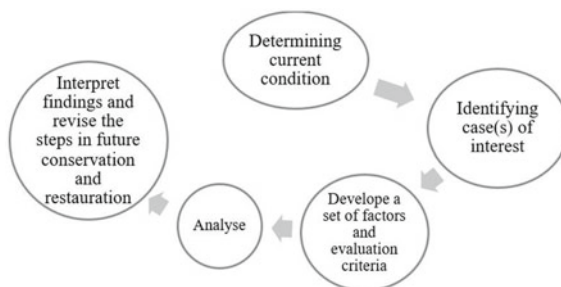 Determining
current
condition
Identifying
case(s) of
interest
Develope a
set of factors
and
evaluation
criteria
Analyse
Interpret
findings and
revise the
steps in future
conservation
and
restauration